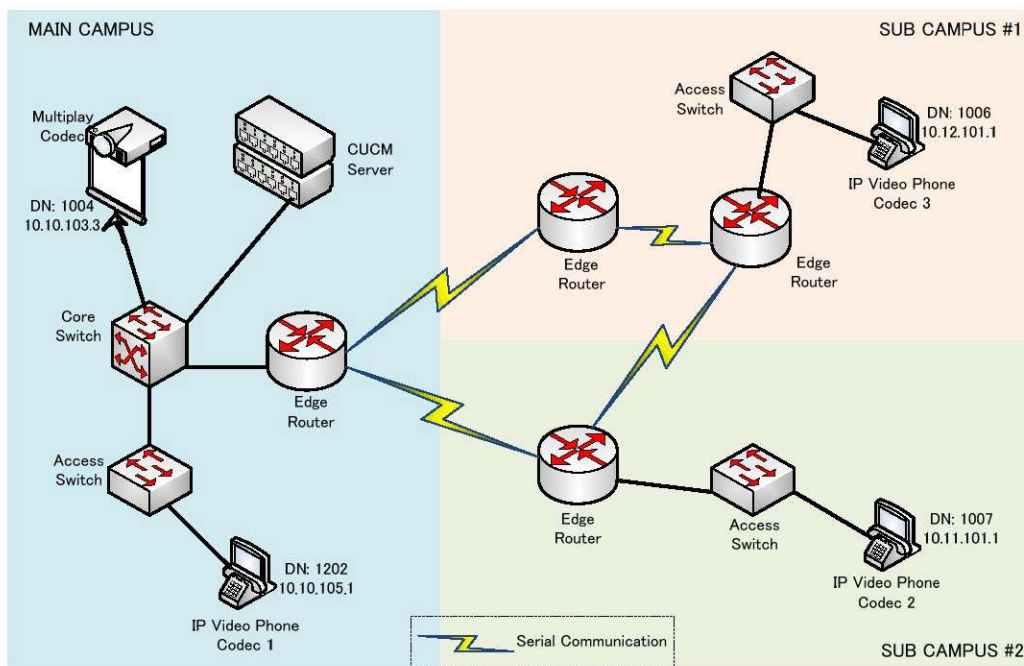 MAIN CAMPUS
SUB CAMPUS #1
Multiplay
Codec
CUCM
Server
DN: 1004
10.10.103.3
Access
Switch
DN: 1006
10.12.101.1
IP Video Phone
Codec 3
Edge
Router
Edge
Router
Core
Switch
Edge
Router
Access
Switch
DN: 1202
10.10.105.1
IP Video Phone
Codec 1
Edge
Router
Access
Switch
DN: 1007
10.11.101.1
IP Video Phone
Codec 2
Serial Communication
SUB CAMPUS #2